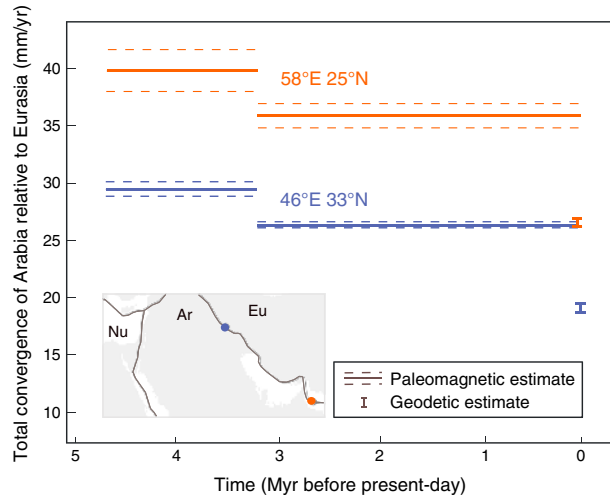 Total convergence of Arabia relative to Eurasia (mm/yr)
40
35
30
25
20
15
10
58°E 25°N
46°E 33°N
Nu
Ar
Eu
Paleomagnetic estimate
Geodetic estimate
5
4
3
2
1
0
Time (Myr before present-day)